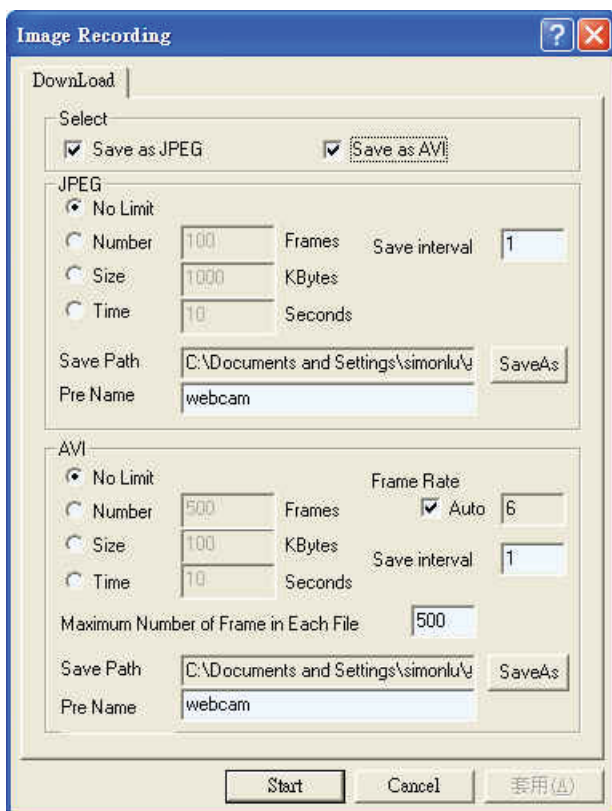 Image Recording
DownLoad
Select
Save as JPEG Save as AVI
JPEG
No Limit
Number 100 Frames Save interval 1
Size 1000 KBytes
Time 10 Seconds
Save Path C:\Documents and Settings\simonlu\ SaveAs
Pre Name webcam
AVI
No Limit Frame Rate
Number 500 Frames Auto 6
Size 100 KBytes Save interval 1
Time 10 Seconds
Maximum Number of Frame in Each File 500
Save Path C:\Documents and Settings\simonlu\ SaveAs
Pre Name webcam
Start Cancel 套用(A)